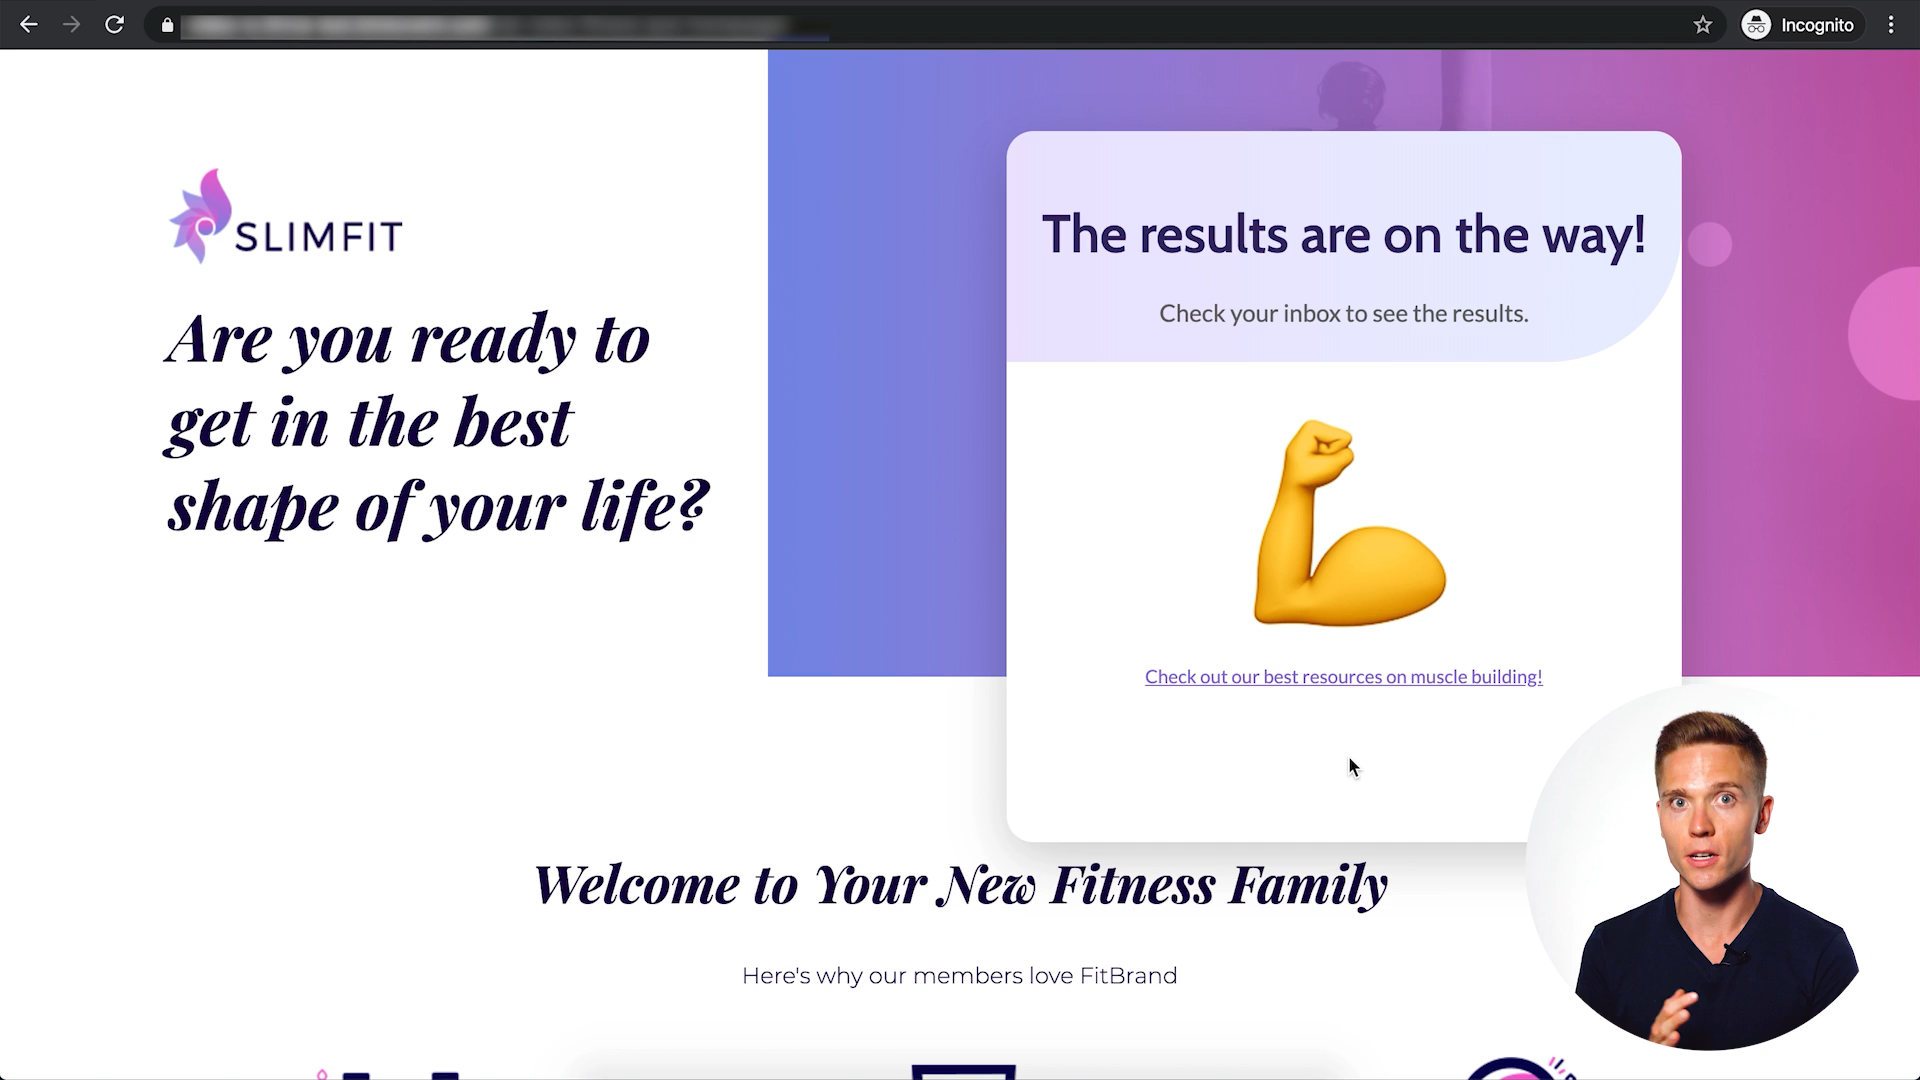 Incognito
SLIMFIT
Are you ready to
get in the best
shape of your life?
The results are on the way!
Check your inbox to see the results.
Check out our best resources on muscle building!
Welcome to Your New Fitness Family
Here's why our members love FitBrand